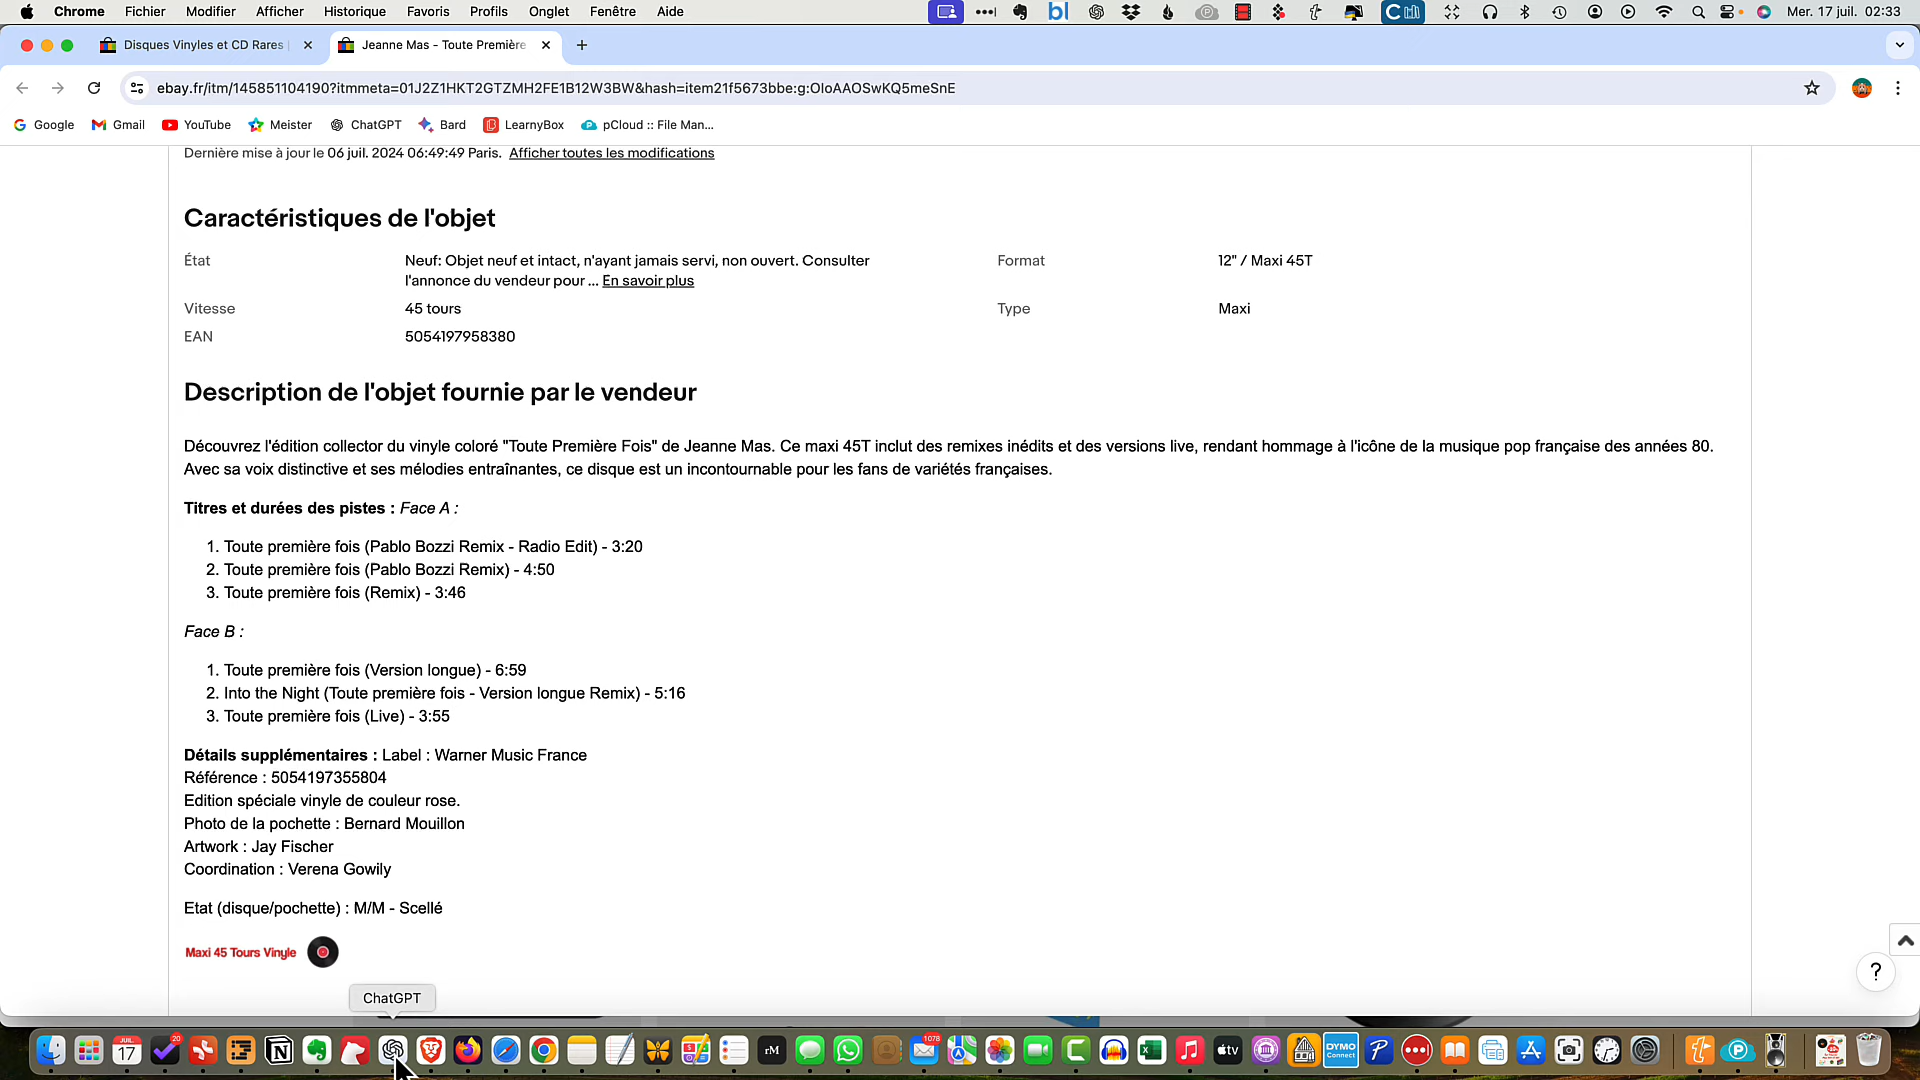 Chrome Fichier Modifier Afficher Historique Favoris Profils Onglet Fenêtre Aide Mer. 17 juil. 02:33
Disques Vinyles et CD Rares
Jeanne Mas - Toute Première
ebay.fr/itm/145851104190?itmmeta=01J2Z1HKT2GTZMH2FE1B12W3BW&hash=item21f5673bbe:g:OloAAOSwKQ5meSnE
Google Gmail YouTube Meister ChatGPT Bard LearnyBox pCloud :: File Man...
Dernière mise à jour le 06 juil. 2024 06:49:49 Paris. Afficher toutes les modifications
Caractéristiques de l'objet
État
Neuf: Objet neuf et intact, n'ayant jamais servi, non ouvert. Consulter
l'annonce du vendeur pour ... En savoir plus
Format 12" / Maxi 45T
Vitesse 45 tours
Type Maxi
EAN 5054197958380
Description de l'objet fournie par le vendeur
Découvrez l'édition collector du vinyle coloré "Toute Première Fois" de Jeanne Mas. Ce maxi 45T inclut des remixes inédits et des versions live, rendant hommage à l'icône de la musique pop française des années 80.
Avec sa voix distinctive et ses mélodies entraînantes, ce disque est un incontournable pour les fans de variétés françaises.
Titres et durées des pistes : Face A :
1. Toute première fois (Pablo Bozzi Remix - Radio Edit) - 3:20
2. Toute première fois (Pablo Bozzi Remix) - 4:50
3. Toute première fois (Remix) - 3:46
Face B :
1. Toute première fois (Version longue) - 6:59
2. Into the Night (Toute première fois - Version longue Remix) - 5:16
3. Toute première fois (Live) - 3:55
Détails supplémentaires : Label : Warner Music France
Référence : 5054197355804
Edition spéciale vinyle de couleur rose.
Photo de la pochette : Bernard Mouillon
Artwork : Jay Fischer
Coordination : Verena Gowily
Etat (disque/pochette) : M/M - Scellé
Maxi 45 Tours Vinyle
?
ChatGPT
JUIL.
17
20
rM
1078
tv
DYMO
Connect